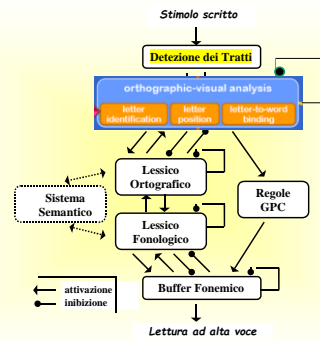 Stimolo scritto
Detezione dei Tratti
orthographic-visual analysis
letter identification
letter position
letter-to-word binding
Lessico
Ortografico
Sistema
Semantico
Regole
GPC
Lessico
Fonologico
attivazione
inibizione
Buffer Fonemico
Lettura ad alta voce